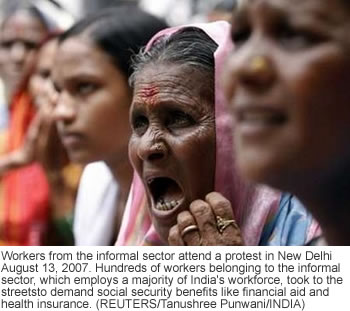 Workers from the informal sector attend a protest in New Delhi
August 13, 2007. Hundreds of workers belonging to the informal
sector, which employs a majority of India's workforce, took to the
streetsto demand social security benefits like financial aid and
health insurance. (REUTERS/Tanushree Punwani/INDIA)